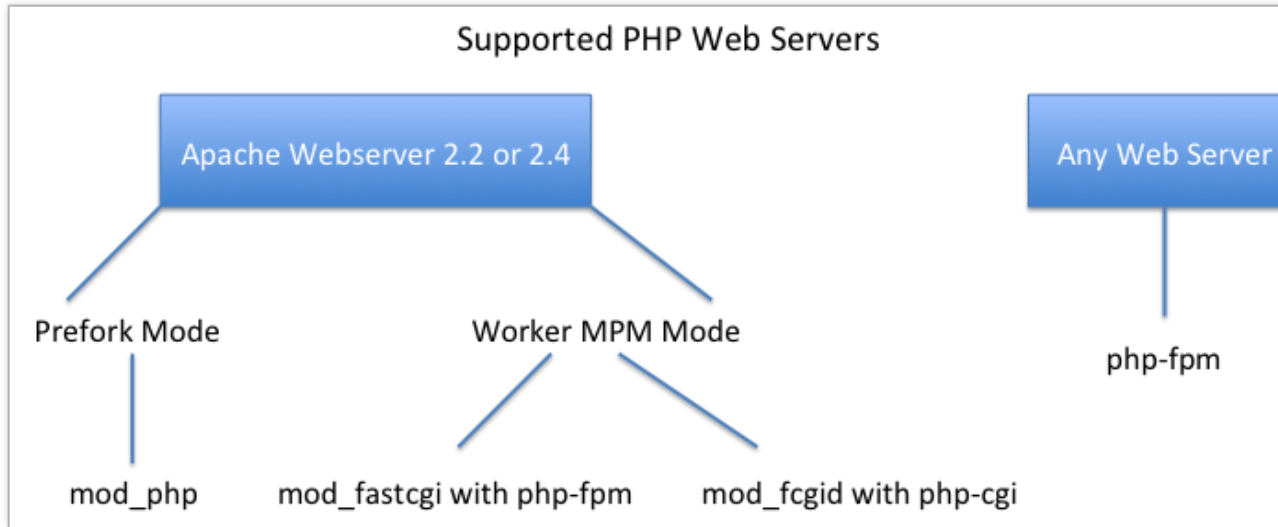 Supported PHP Web Servers
Apache Webserver 2.2 or 2.4
Any Web Server
Prefork Mode
Worker MPM Mode
php-fpm
mod_php
mod_fastcgi with php-fpm
mod_fcgid with php-cgi